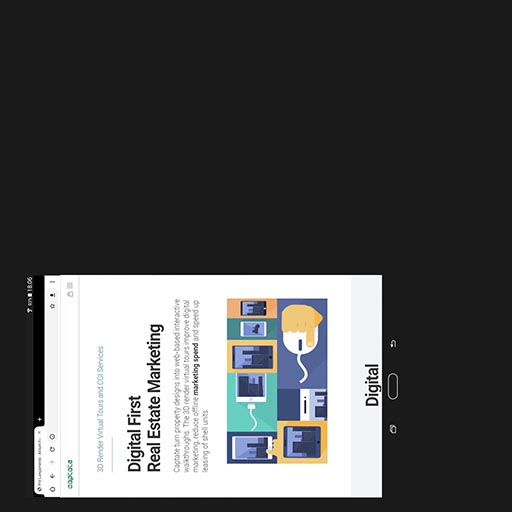 18:06
captate
3D Render Virtual Tours and CGI Services
Digital First
Real Estate Marketing
Captate turn property designs into web-based interactive
walkthroughs. The 3D render virtual tours improve digital
marketing, reduce offline marketing spend and speed up
leasing of shell units.
Digital